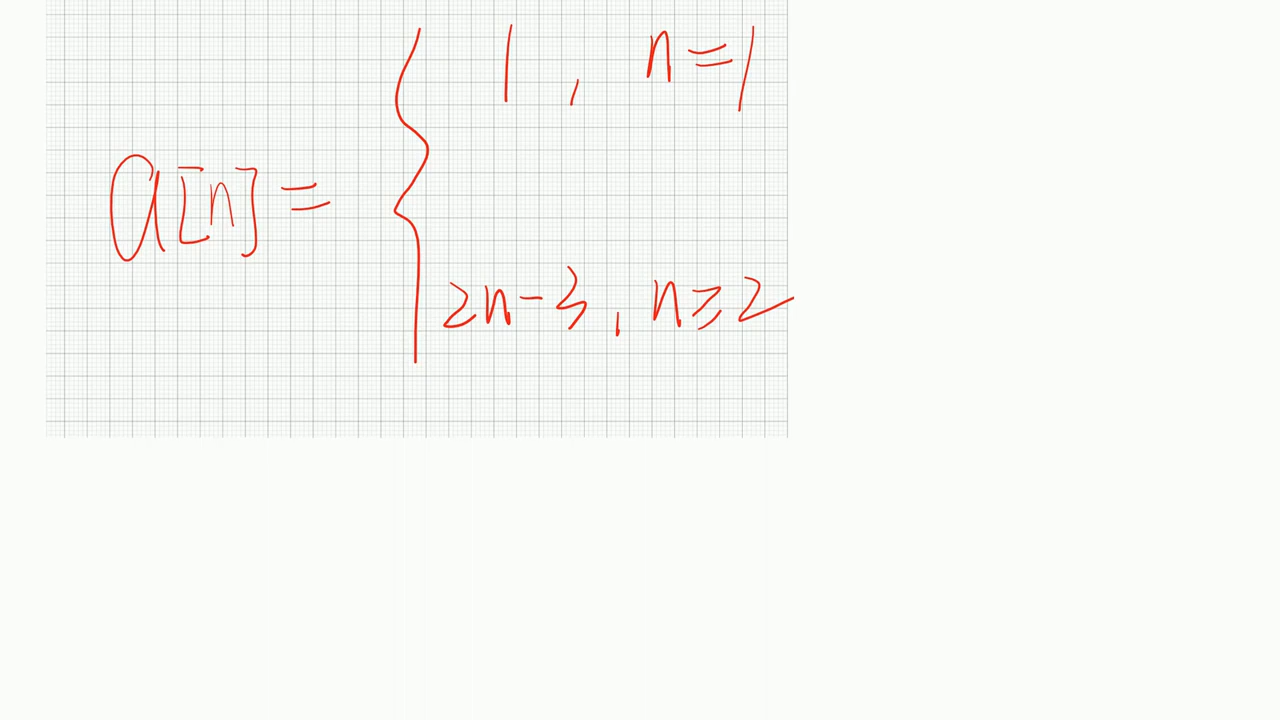 1, n=1
a[n]=
2n-3, n≥2